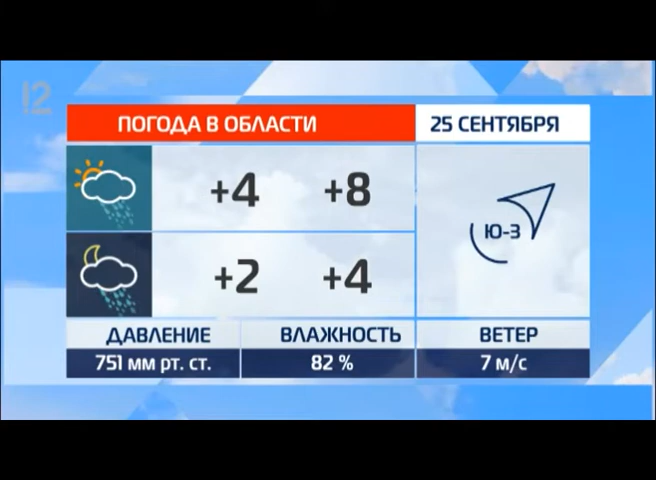 12
ПОГОДА В ОБЛАСТИ
25 СЕНТЯБРЯ
+4 +8
Ю-З
+2 +4
ДАВЛЕНИЕ ВЛАЖНОСТЬ ВЕТЕР
751 мм рт. ст. 82 % 7 м/с